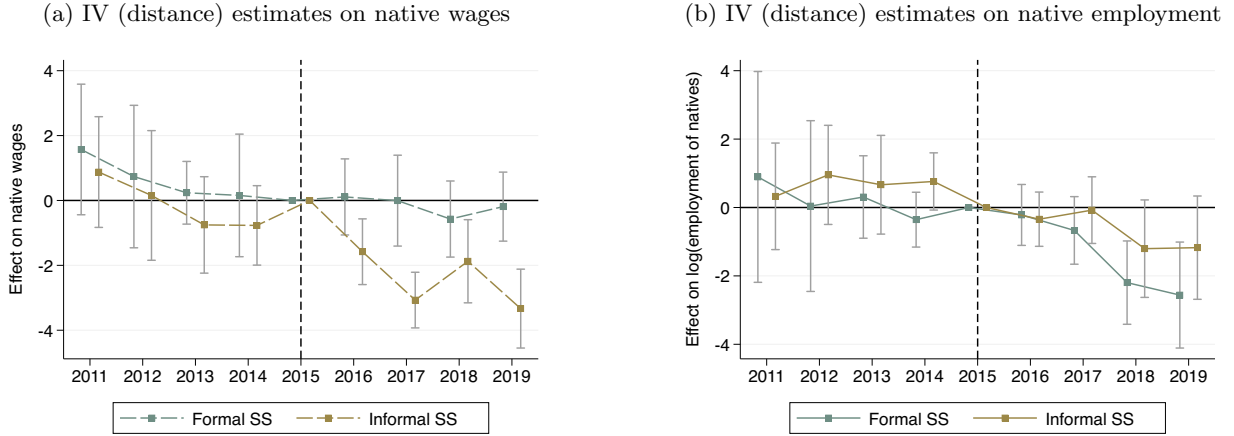 (a) IV (distance) estimates on native wages
Effect on native wages
4
2
0
-2
-4
2011 2012 2013 2014 2015 2016 2017 2018 2019
Formal SS Informal SS
(b) IV (distance) estimates on native employment
Effect on log(employment of natives)
4
2
0
-2
-4
2011 2012 2013 2014 2015 2016 2017 2018 2019
Formal SS Informal SS